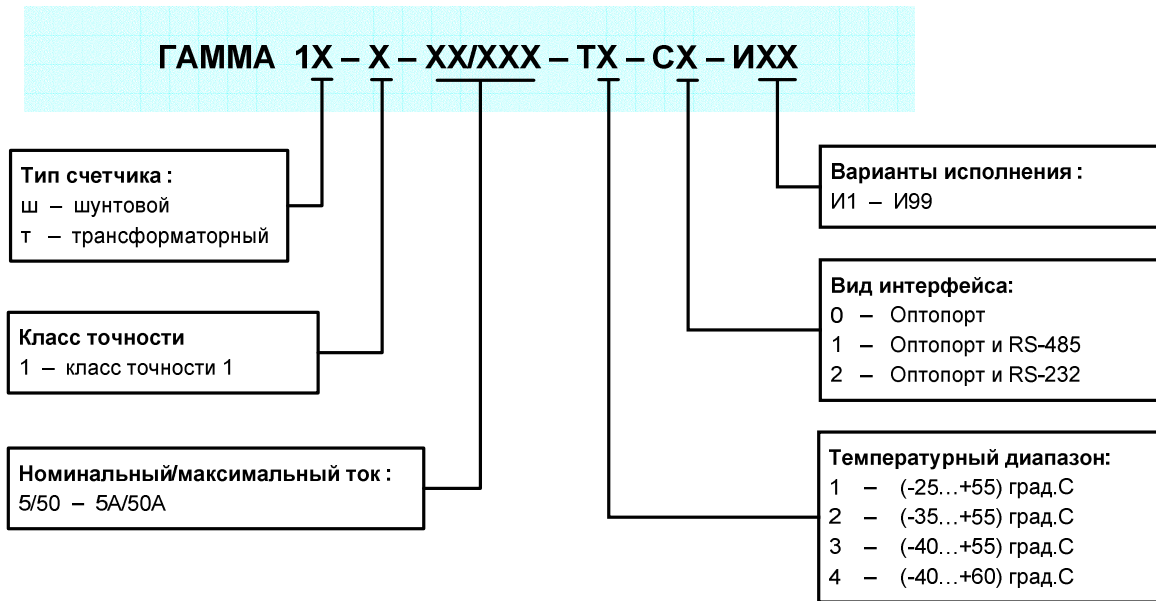 ГАММА 1Х – Х – ХХ/ХХХ – ТХ – СХ – ИХХ
Тип счетчика :
ш – шунтовой
т – трансформаторный
Класс точности
1 – класс точности 1
Номинальный/максимальный ток :
5/50 – 5А/50А
Варианты исполнения :
И1 – И99
Вид интерфейса:
0 – Оптопорт
1 – Оптопорт и RS-485
2 – Оптопорт и RS-232
Температурный диапазон:
1 – (-25...+55) град.С
2 – (-35...+55) град.С
3 – (-40...+55) град.С
4 – (-40...+60) град.С